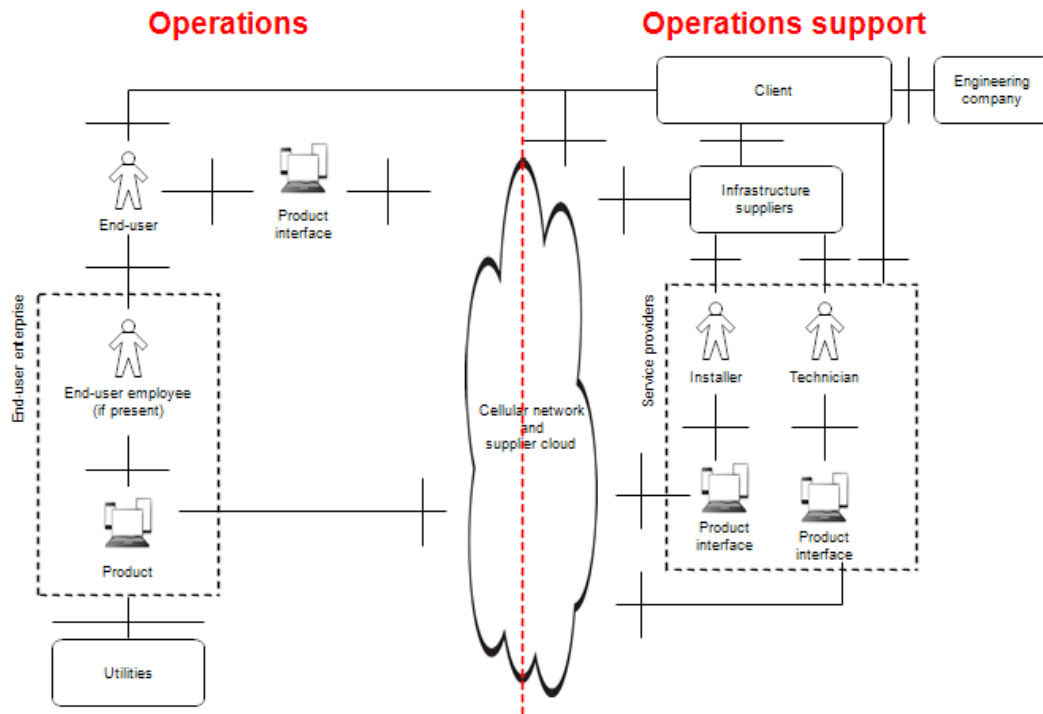 Operations
Operations support
Client
Engineering
company
End-user
Product
interface
Infrastructure
suppliers
End-user enterprise
End-user employee
(if present)
Product
Utilities
Cellular network
and
supplier cloud
Service providers
Installer
Technician
Product
interface
Product
interface